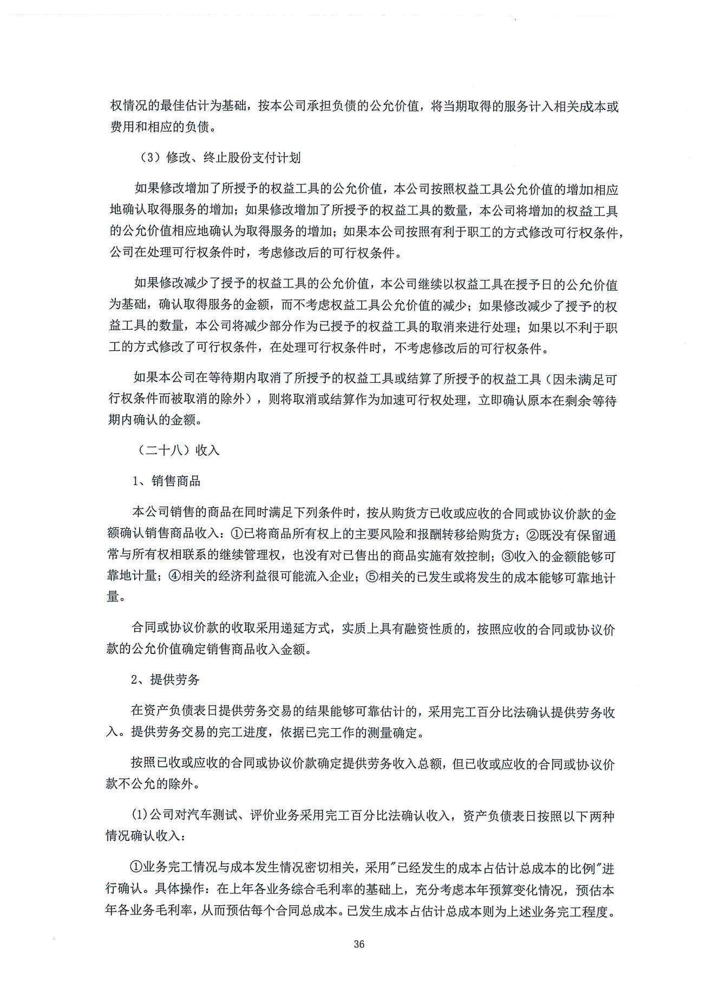 权情况的最佳估计为基础，按本公司承担负债的公允价值，将当期取得的服务计入相关成本或
费用和相应的负债。
（3）修改、终止股份支付计划
如果修改增加了所授予的权益工具的公允价值，本公司按照权益工具公允价值的增加相应
地确认取得服务的增加；如果修改增加了所授予的权益工具的数量，本公司将增加的权益工具
的公允价值相应地确认为取得服务的增加；如果本公司按照有利于职工的方式修改可行权条件，
公司在处理可行权条件时，考虑修改后的可行权条件。
如果修改减少了授予的权益工具的公允价值，本公司继续以权益工具在授予日的公允价值
为基础，确认取得服务的金额，而不考虑权益工具公允价值的减少；如果修改减少了授予的权
益工具的数量，本公司将减少部分作为已授予的权益工具的取消来进行处理；如果以不利于职
工的方式修改了可行权条件，在处理可行权条件时，不考虑修改后的可行权条件。
如果本公司在等待期内取消了所授予的权益工具或结算了所授予的权益工具（因未满足可
行权条件而被取消的除外），则将取消或结算作为加速可行权处理，立即确认原本在剩余等待
期内确认的金额。
（二十八）收入
1、销售商品
本公司销售的商品在同时满足下列条件时，按从购货方已收或应收的合同或协议价款的金
额确认销售商品收入：①已将商品所有权上的主要风险和报酬转移给购货方；②既没有保留通
常与所有权相联系的继续管理权，也没有对已售出的商品实施有效控制；③收入的金额能够可
靠地计量；④相关的经济利益很可能流入企业；⑤相关的已发生或将发生的成本能够可靠地计
量。
合同或协议价款的收取采用递延方式，实质上具有融资性质的，按照应收的合同或协议价
款的公允价值确定销售商品收入金额。
2、提供劳务
在资产负债表日提供劳务交易的结果能够可靠估计的，采用完工百分比法确认提供劳务收
入。提供劳务交易的完工进度，依据已完工作的测量确定。
按照已收或应收的合同或协议价款确定提供劳务收入总额，但已收或应收的合同或协议价
款不公允的除外。
(1)公司对汽车测试、评价业务采用完工百分比法确认收入，资产负债表日按照以下两种
情况确认收入：
①业务完工情况与成本发生情况密切相关，采用"已经发生的成本占估计总成本的比例"进
行确认。具体操作：在上年各业务综合毛利率的基础上，充分考虑本年预算变化情况，预估本
年各业务毛利率，从而预估每个合同总成本。已发生成本占估计总成本则为上述业务完工程度。
36